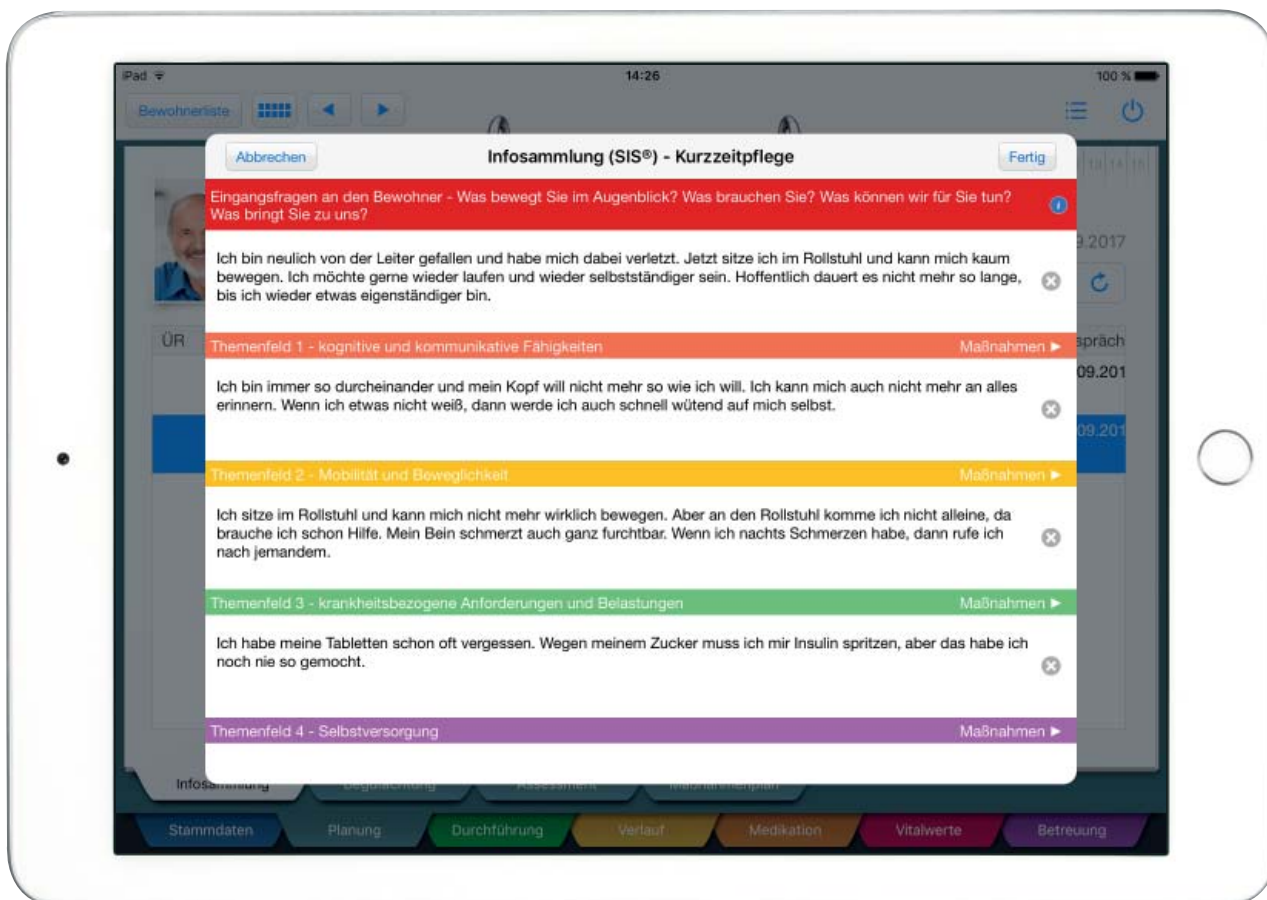 iPad 14:26 100 %
Bewohnerliste
Abbrechen Infosammlung (SIS®) - Kurzzeitpflege Fertig
13 14 15
Eingangsfragen an den Bewohner - Was bewegt Sie im Augenblick? Was brauchen Sie? Was können wir für Sie tun?
Was bringt Sie zu uns?
9.2017
Ich bin neulich von der Leiter gefallen und habe mich dabei verletzt. Jetzt sitze ich im Rollstuhl und kann mich kaum
bewegen. Ich möchte gerne wieder laufen und wieder selbstständiger sein. Hoffentlich dauert es nicht mehr so lange,
bis ich wieder etwas eigenständiger bin.
ÜR Themenfeld 1 - kognitive und kommunikative Fähigkeiten Maßnahmen ► spräch
09.201
Ich bin immer so durcheinander und mein Kopf will nicht mehr so wie ich will. Ich kann mich auch nicht mehr an alles
erinnern. Wenn ich etwas nicht weiß, dann werde ich auch schnell wütend auf mich selbst.
09.201
Themenfeld 2 - Mobilität und Beweglichkeit Maßnahmen ►
Ich sitze im Rollstuhl und kann mich nicht mehr wirklich bewegen. Aber an den Rollstuhl komme ich nicht alleine, da
brauche ich schon Hilfe. Mein Bein schmerzt auch ganz furchtbar. Wenn ich nachts Schmerzen habe, dann rufe ich
nach jemandem.
Themenfeld 3 - krankheitsbezogene Anforderungen und Belastungen Maßnahmen ►
Ich habe meine Tabletten schon oft vergessen. Wegen meinem Zucker muss ich mir Insulin spritzen, aber das habe ich
noch nie so gemocht.
Themenfeld 4 - Selbstversorgung Maßnahmen ►
Infosammlung Begutachtung Assessment Maßnahmenplan
Stammdaten Planung Durchführung Verlauf Medikation Vitalwerte Betreuung